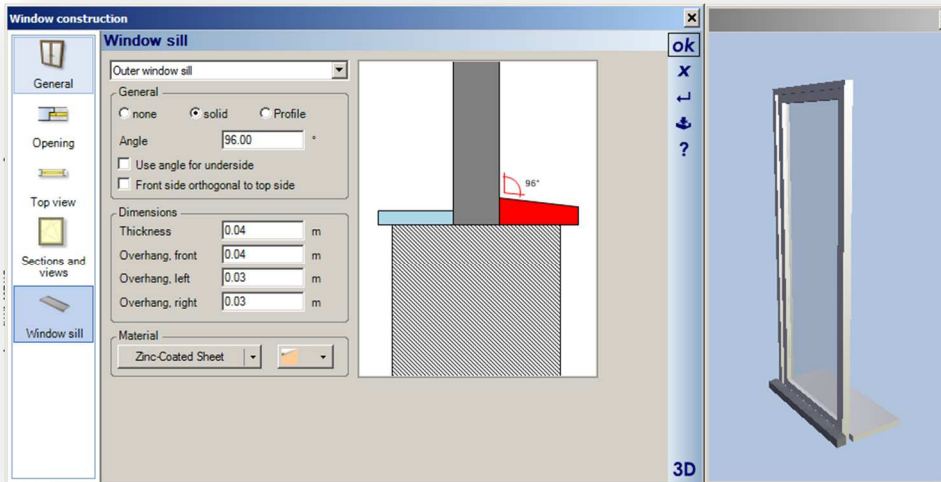 Window construction
General
Opening
Top view
Sections and
views
Window sill
Window sill
Outer window sill
General
none
solid
Profile
Angle
96.00
°
Use angle for underside
Front side orthogonal to top side
Dimensions
Thickness
0.04
m
Overhang, front
0.04
m
Overhang, left
0.03
m
Overhang, right
0.03
m
Material
Zinc-Coated Sheet
96°
ok
x
?
3D